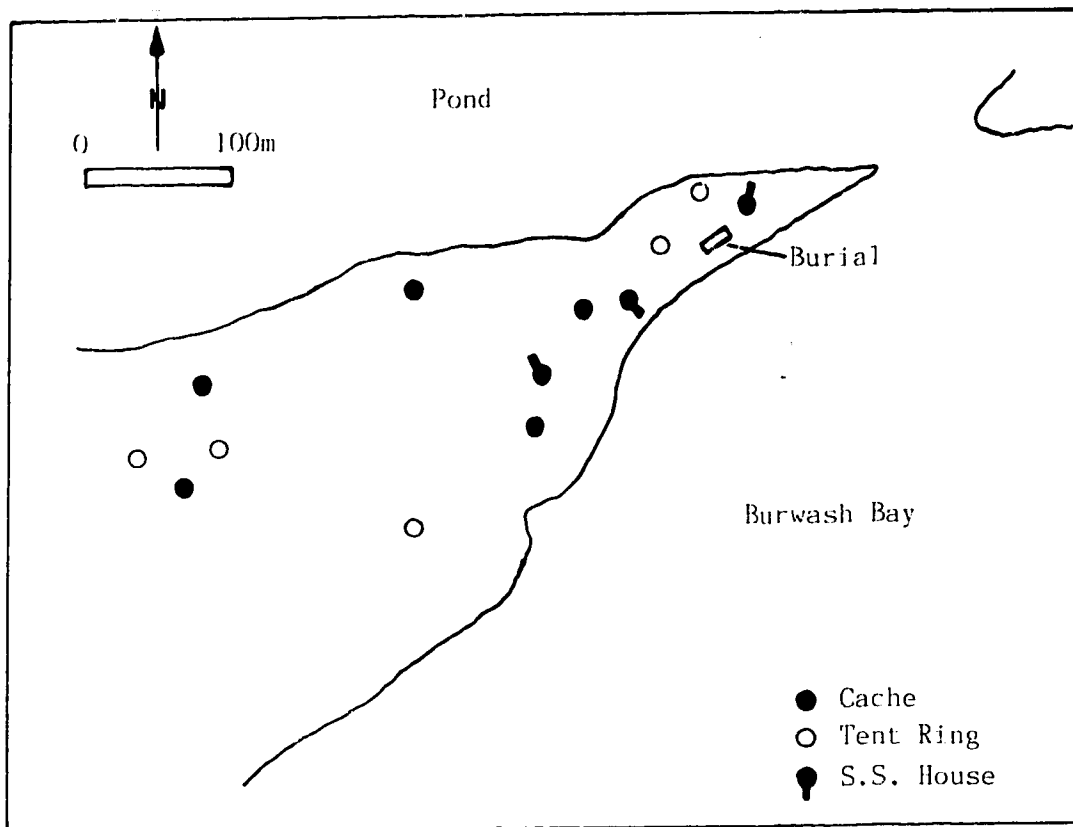 Pond
N
0 100m
Burial
Burwash Bay
Cache
Tent Ring
S.S. House